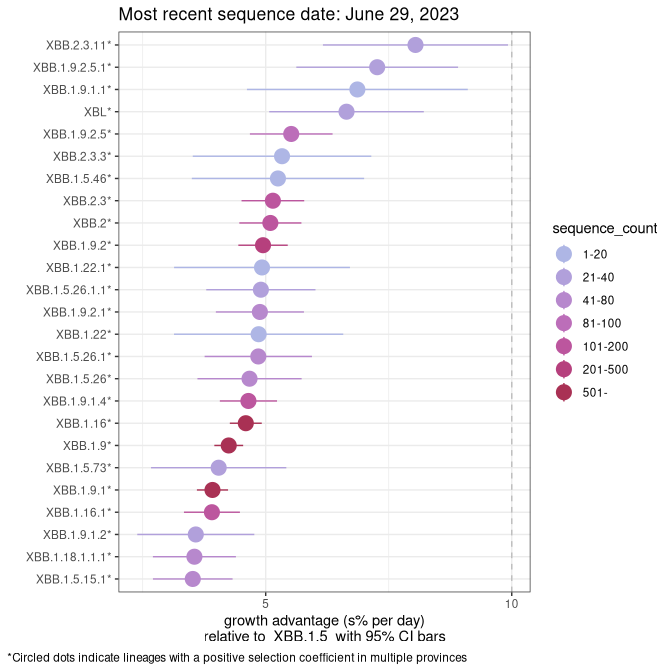 Most recent sequence date: June 29, 2023
XBB.2.3.11*
XBB.1.9.2.5.1*
XBB.1.9.1.1*
XBL*
XBB.1.9.2.5*
XBB.2.3.3*
XBB.1.5.46*
XBB.2.3*
XBB.2*
XBB.1.9.2*
XBB.1.22.1*
XBB.1.5.26.1.1*
XBB.1.9.2.1*
XBB.1.22*
XBB.1.5.26.1*
XBB.1.5.26*
XBB.1.9.1.4*
XBB.1.16*
XBB.1.9*
XBB.1.5.73*
XBB.1.9.1*
XBB.1.16.1*
XBB.1.9.1.2*
XBB.1.18.1.1.1*
XBB.1.5.15.1*
5
10
growth advantage (s% per day)
relative to XBB.1.5 with 95% CI bars
sequence_count
1-20
21-40
41-80
81-100
101-200
201-500
501-
*Circled dots indicate lineages with a positive selection coefficient in multiple provinces